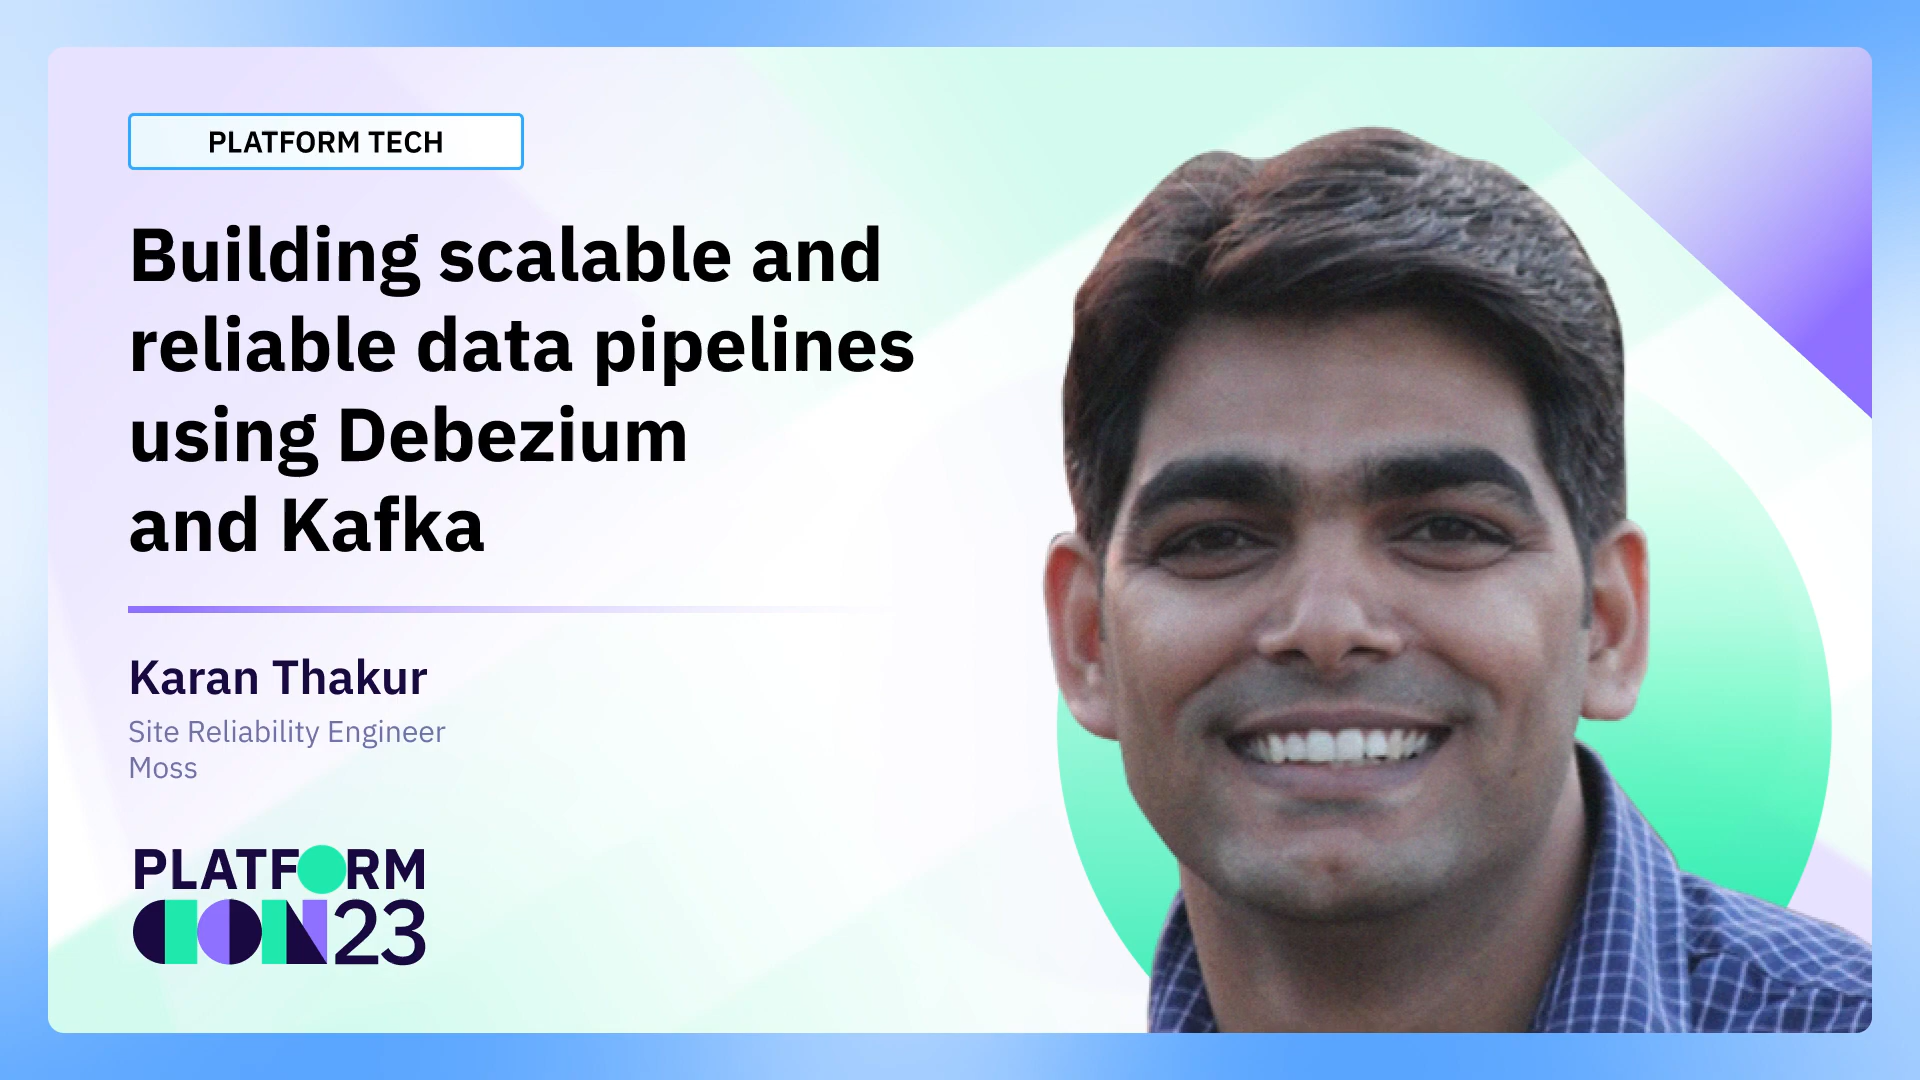 PLATFORM TECH
Building scalable and
reliable data pipelines
using Debezium
and Kafka
Karan Thakur
Site Reliability Engineer
Moss
PLATFORM
CON23